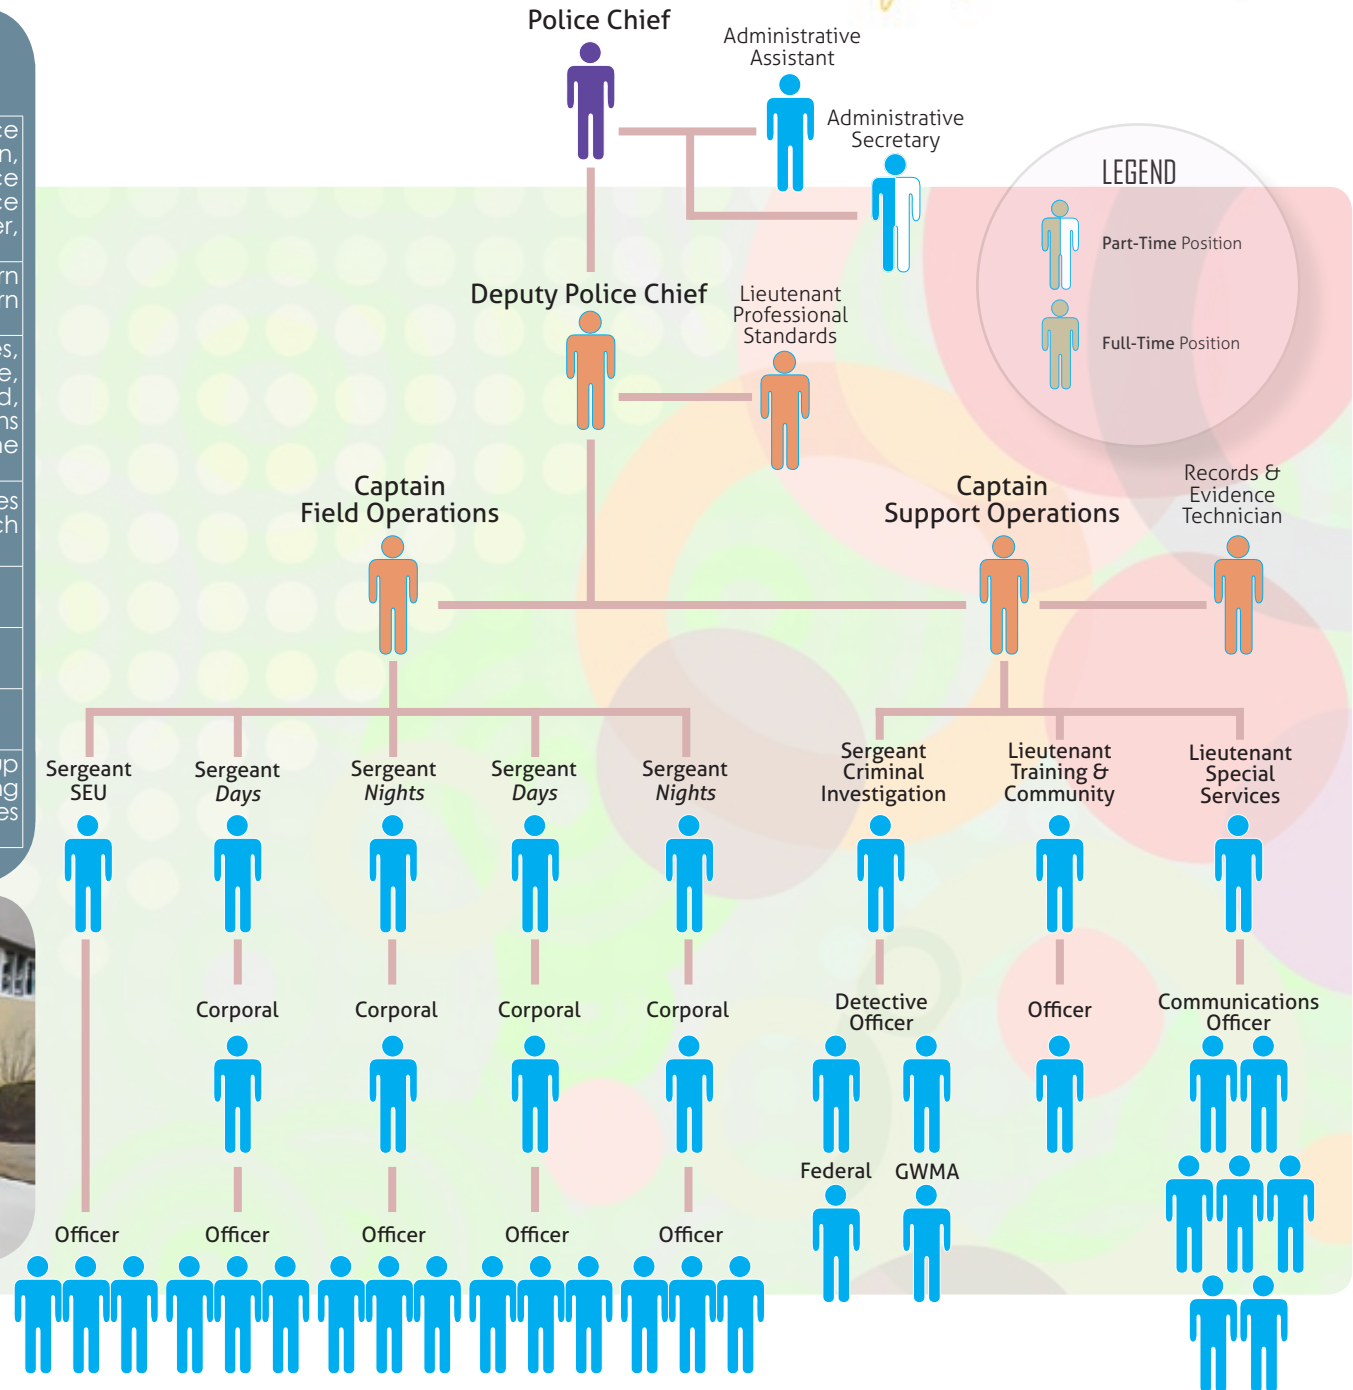 Police Chief
Administrative
Assistant
Administrative
Secretary
LEGEND
Part-Time Position
Full-Time Position
Deputy Police Chief
Lieutenant
Professional
Standards
Captain
Field Operations
Captain
Support Operations
Records &
Evidence
Technician
Sergeant
SEU
Sergeant
Days
Sergeant
Nights
Sergeant
Days
Sergeant
Nights
Sergeant
Criminal
Investigation
Lieutenant
Training &
Community
Lieutenant
Special
Services
Corporal
Corporal
Corporal
Corporal
Detective
Officer
Officer
Communications
Officer
Federal
GWMA
Officer
Officer
Officer
Officer
Officer